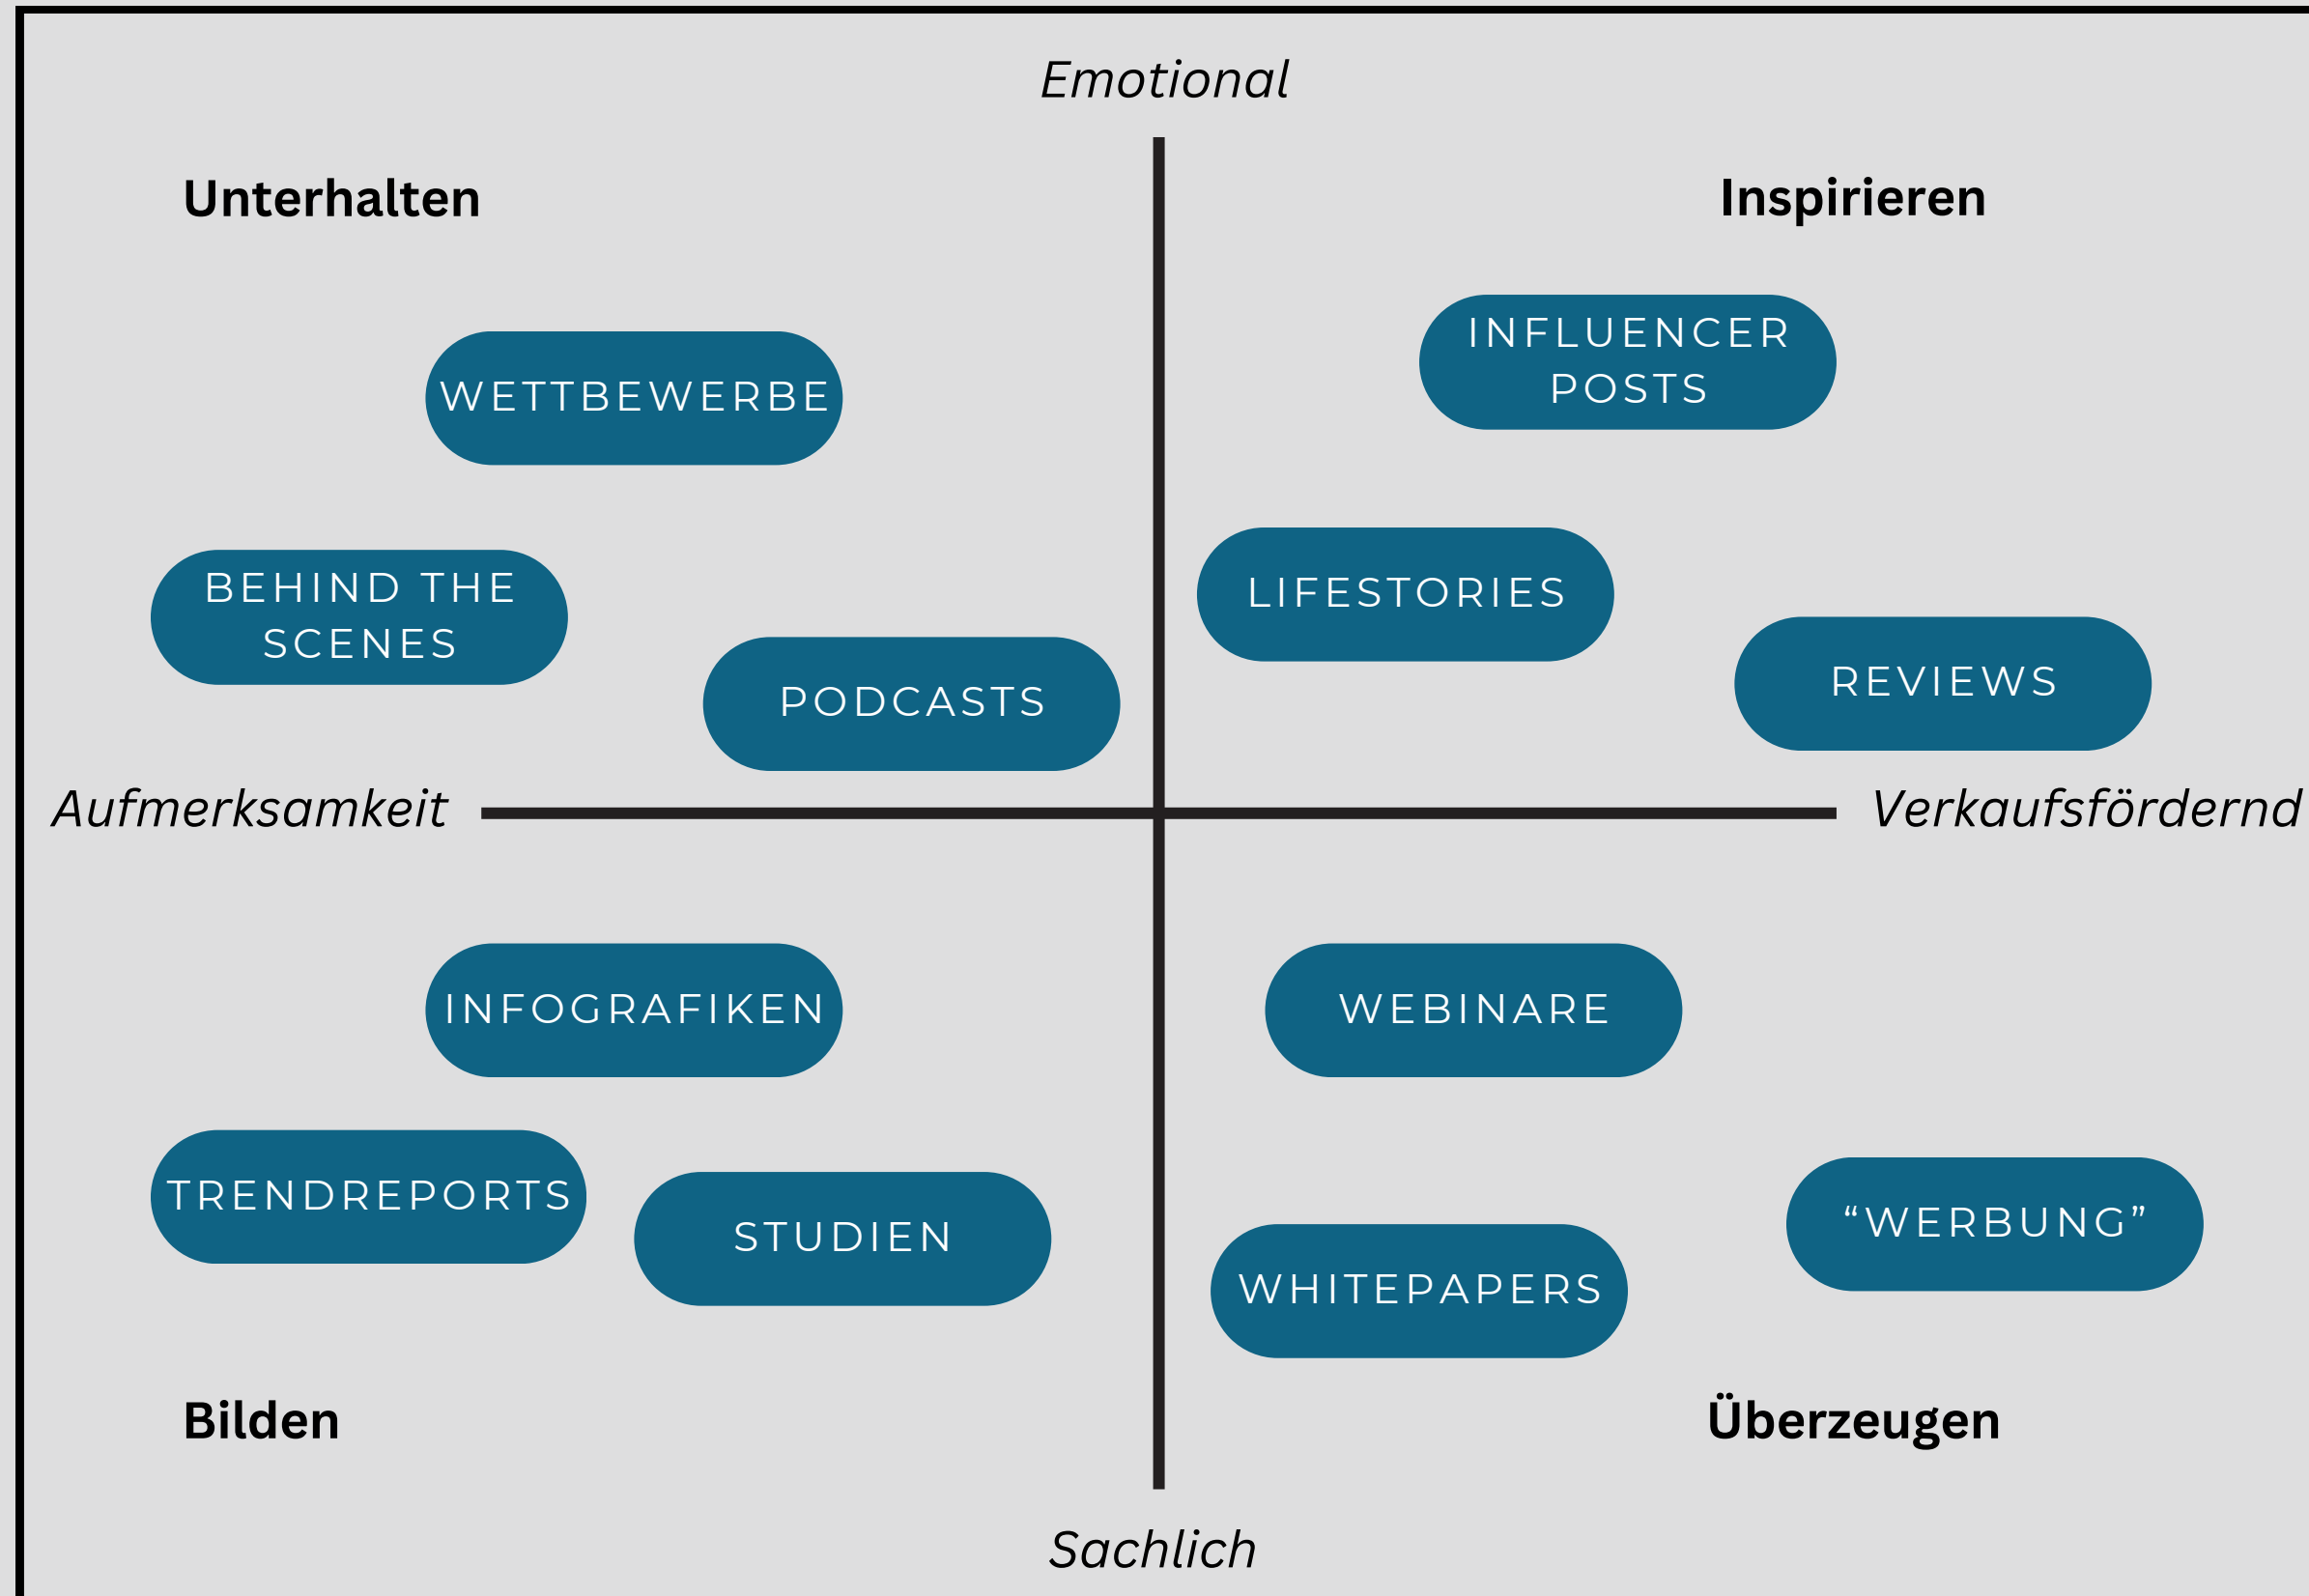 Emotional
Unterhalten
Inspirieren
INFLUENCER
POSTS
WETTBEWERBE
BEHIND THE
SCENES
LIFESTORIES
PODCASTS
REVIEWS
Aufmerksamkeit
Verkaufsfördernd
INFOGRAFIKEN
WEBINARE
TRENDREPORTS
STUDIEN
“WERBUNG”
WHITEPAPERS
Bilden
Überzeugen
Sachlich